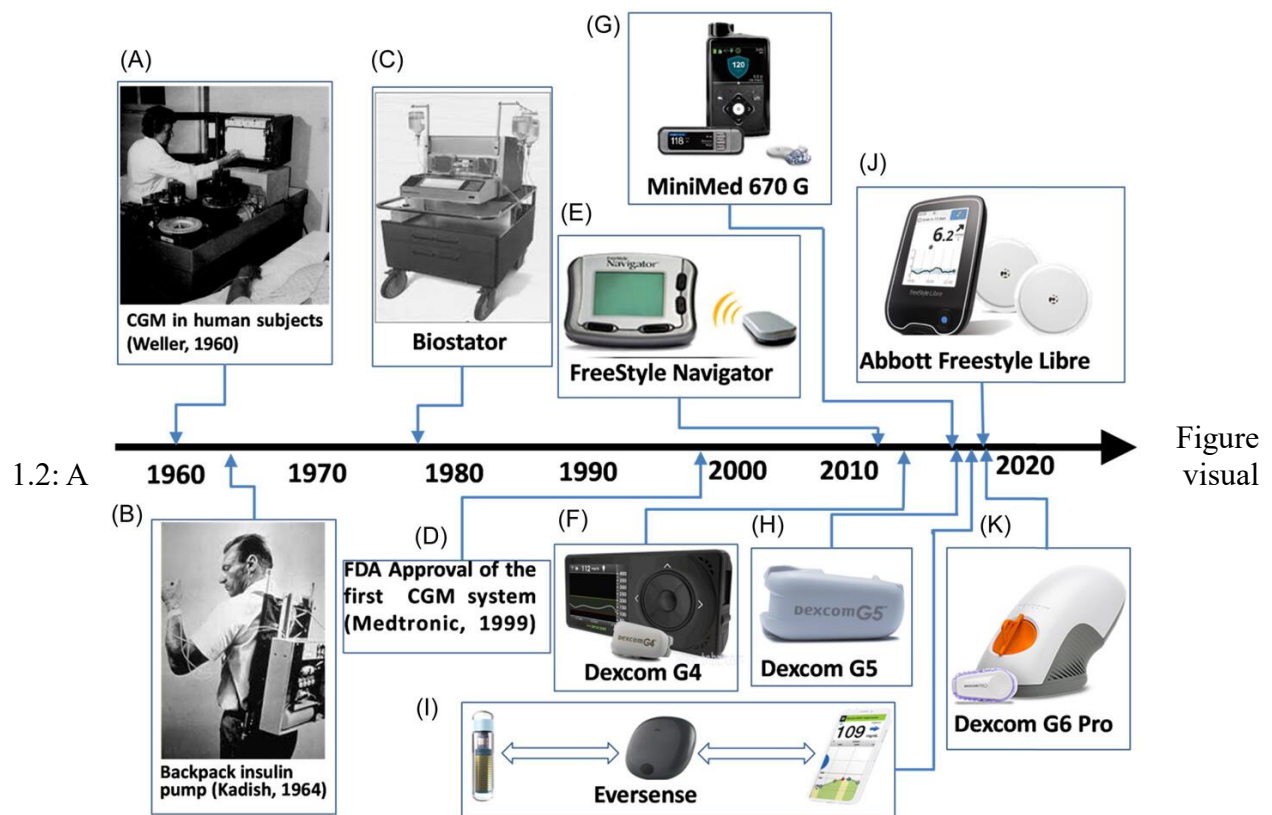 (G)
(A)
(C)
120
118
MiniMed 670 G
(J)
(E)
FreeStyle
Navigator
6.2
FreeStyle Libre
CGM in human subjects
(Weller, 1960)
Biostator
FreeStyle Navigator
Abbott Freestyle Libre
Figure
1.2: A
visual
1960
1970
1980
1990
2000
2010
2020
(B)
(D)
(F)
(H)
(K)
FDA Approval of the
first CGM system
(Medtronic, 1999)
112
400
dexcom G4
Dexcom G4
dexcom G5
Dexcom G5
Dexcom G6 Pro
(I)
109
Eversense
Backpack insulin
pump (Kadish, 1964)